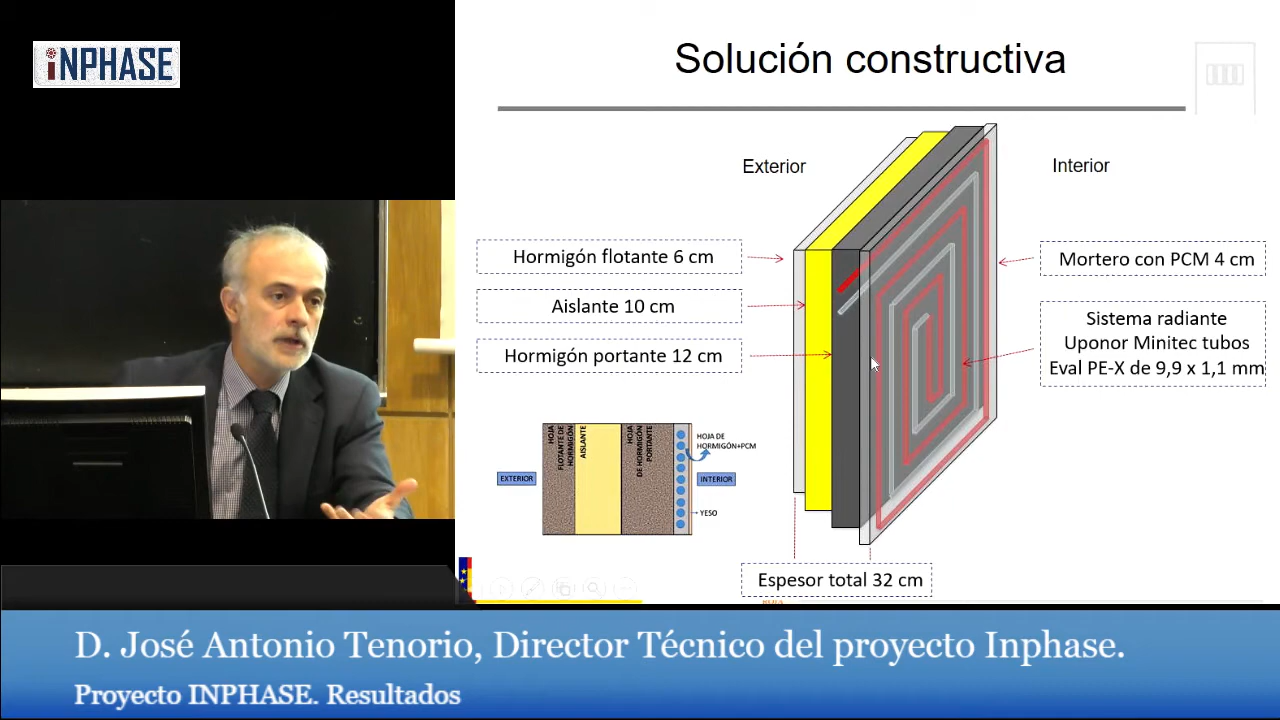 iNPHASE
Solución constructiva
Exterior
Interior
Hormigón flotante 6 cm
Aislante 10 cm
Hormigón portante 12 cm
Mortero con PCM 4 cm
Sistema radiante
Uponor Minitec tubos
Eval PE-X de 9,9 x 1,1 mm
EXTERIOR
HOJA
FLOTANTE DE
HORMIGÓN
AISLANTE
HOJA
DE HORMIGÓN
PORTANTE
HOJA DE
HORMIGÓN+PCM
INTERIOR
YESO
Espesor total 32 cm
D. José Antonio Tenorio, Director Técnico del proyecto Inphase.
Proyecto INPHASE. Resultados